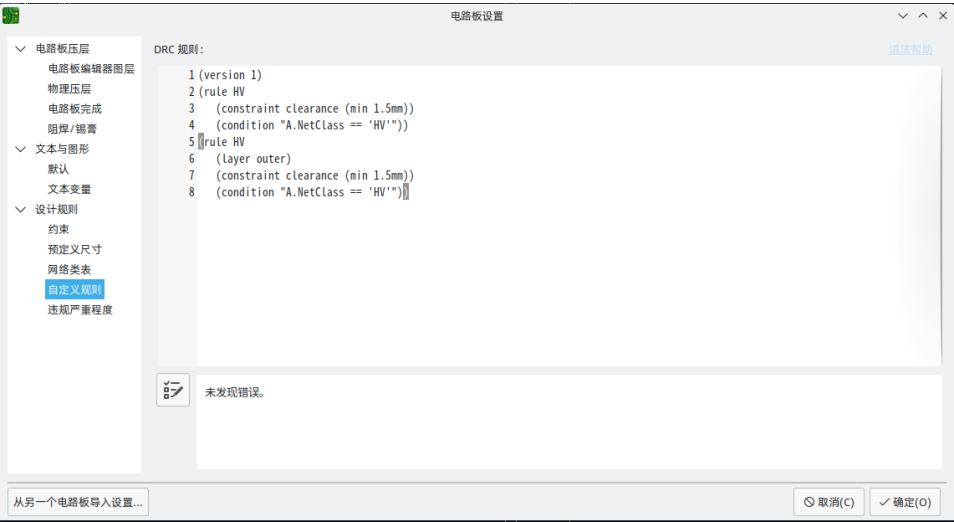 电路板设置
电路板压层
电路板编辑器图层
物理压层
电路板完成
阻焊/锡膏
文本与图形
默认
文本变量
设计规则
约束
预定义尺寸
网络类表
自定义规则
违规严重程度
DRC 规则:
语法帮助
1 (version 1)
2 (rule HV
3 (constraint clearance (min 1.5mm))
4 (condition "A.NetClass == 'HV'"))
5 (rule HV
6 (layer outer)
7 (constraint clearance (min 1.5mm))
8 (condition "A.NetClass == 'HV'"))
未发现错误。
从另一个电路板导入设置...
取消(C)
确定(O)